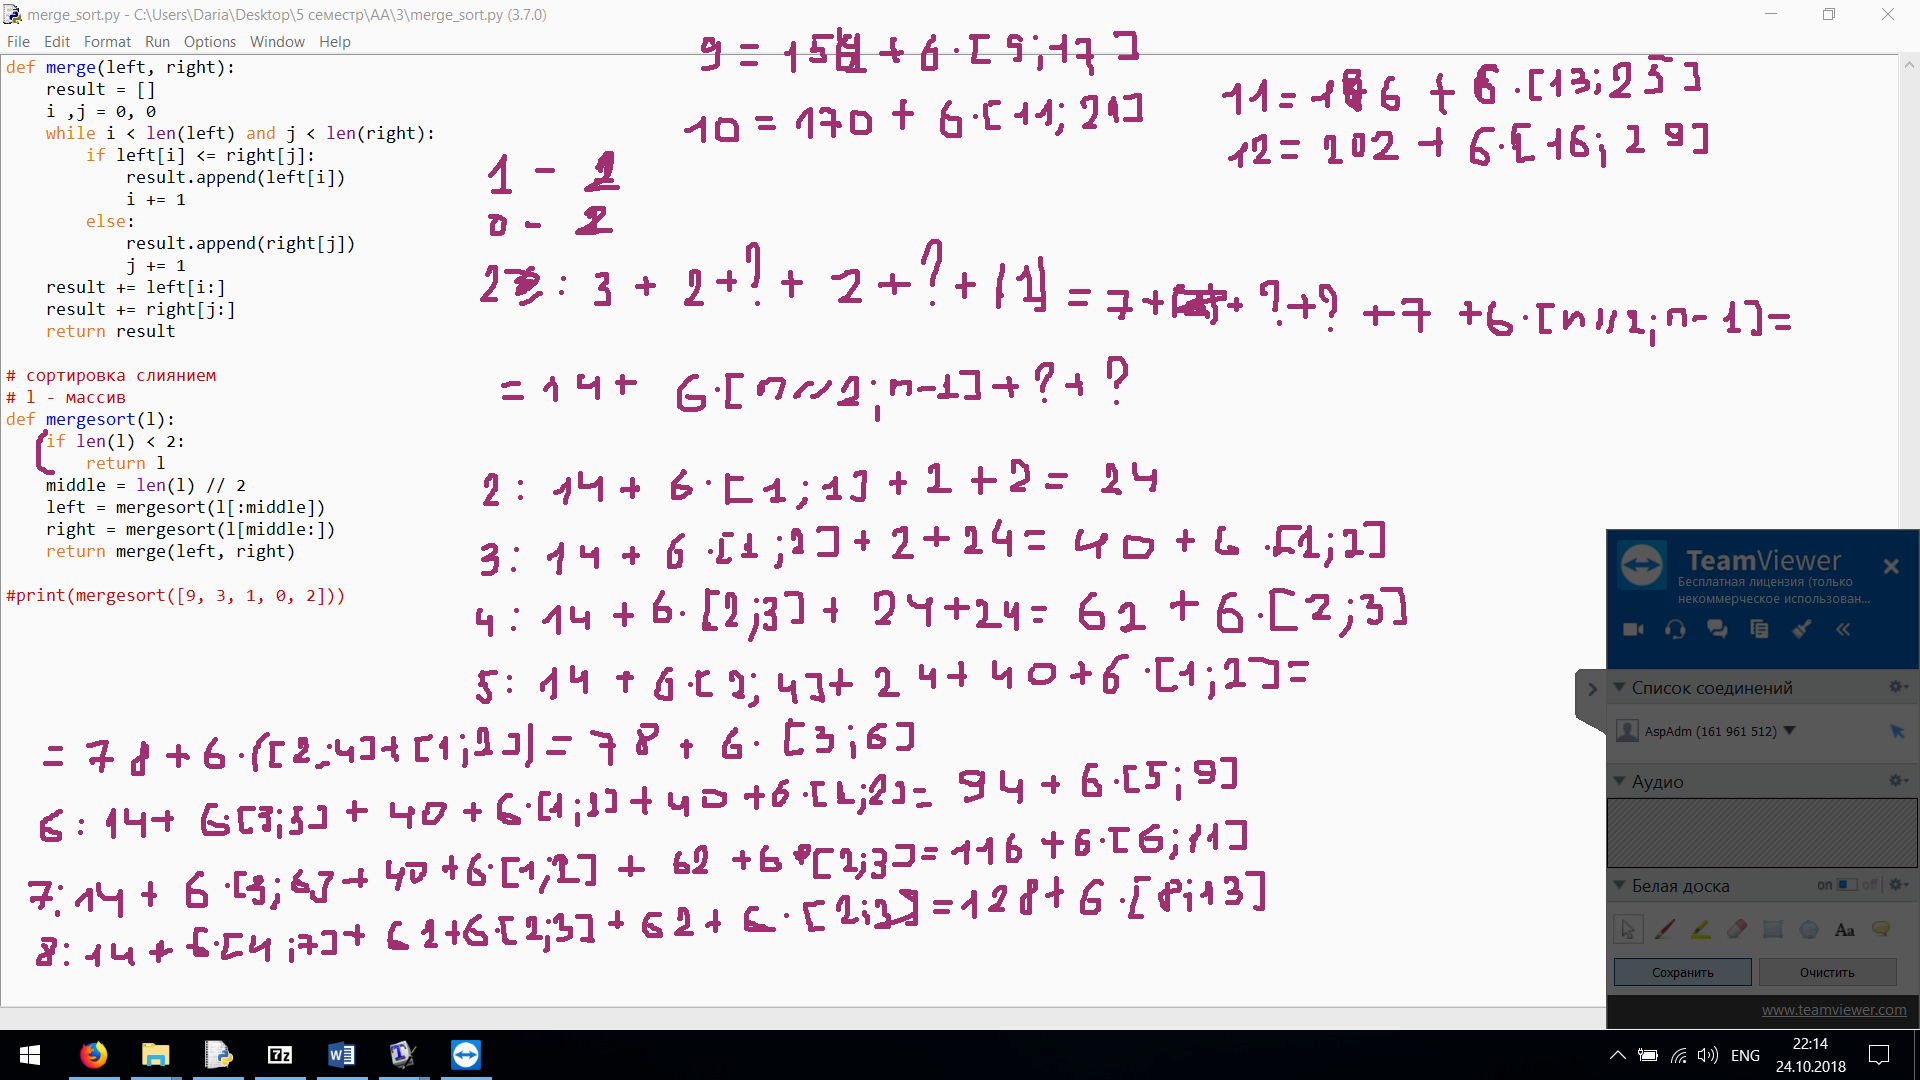 merge_sort.py - C:\Users\Daria\Desktop\5 семестр\АА\3\merge_sort.py (3.7.0)
File Edit Format Run Options Window Help
def merge(left, right):
    result = []
    i ,j = 0, 0
    while i < len(left) and j < len(right):
        if left[i] <= right[j]:
            result.append(left[i])
            i += 1
        else:
            result.append(right[j])
            j += 1
    result += left[i:]
    result += right[j:]
    return result
# сортировка слиянием
# l - массив
def mergesort(l):
    if len(l) < 2:
        return l
    middle = len(l) // 2
    left = mergesort(l[:middle])
    right = mergesort(l[middle:])
    return merge(left, right)
#print(mergesort([9, 3, 1, 0, 2]))
9 = + 6·[9;17]
10 = 170 + 6·[11;21]
11 = + 6·[13;25]
12 = 202 + 6·[16;29]
1 - 2
0 - 2
2 : 3 + 2+? + 2+? + [1] = 7+ + ?+? +7 +6·[n//2;n-1]=
= 14+ 6·[n//2;n-1]+?+?
2: 14+ 6·[1;1]+2+2= 24
3: 14+ 6·[1;2]+2+24= 40+6·[1;2]
4: 14+6·[2;3]+ 24+24= 62+6·[2;3]
5: 14+6·[2;4]+24+40+6·[1;2]=
= 78+6·([2;4]+[1;2])=78+6·[3;6]
6: 14+ 6·[3;5]+40+6·[1;2]+40+6·[1;2]= 94+6·[5;9]
7: 14+ 6·[3;6]+40+6·[1;2]+ 62+6·[2;3]=116+6·[6;11]
8: 14+6·[4;7]+62+6·[2;3]+62+6·[2;3]=128+6·[8;13]
TeamViewer
Бесплатная лицензия (только
некоммерческое использован...
Список соединений
AspAdm (161 961 512)
Аудио
Белая доска
on off
Aa
Сохранить Очистить
www.teamviewer.com
7z
ENG
22:14
24.10.2018